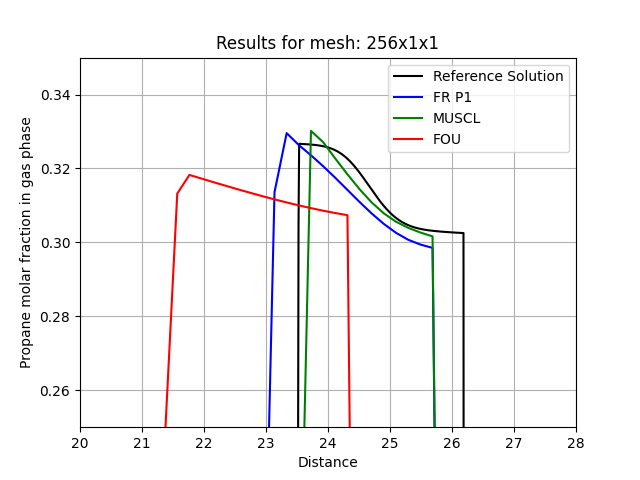 Results for mesh: 256x1x1
Reference Solution
FR P1
MUSCL
FOU
Propane molar fraction in gas phase
0.34
0.32
0.30
0.28
0.26
20 21 22 23 24 25 26 27 28
Distance